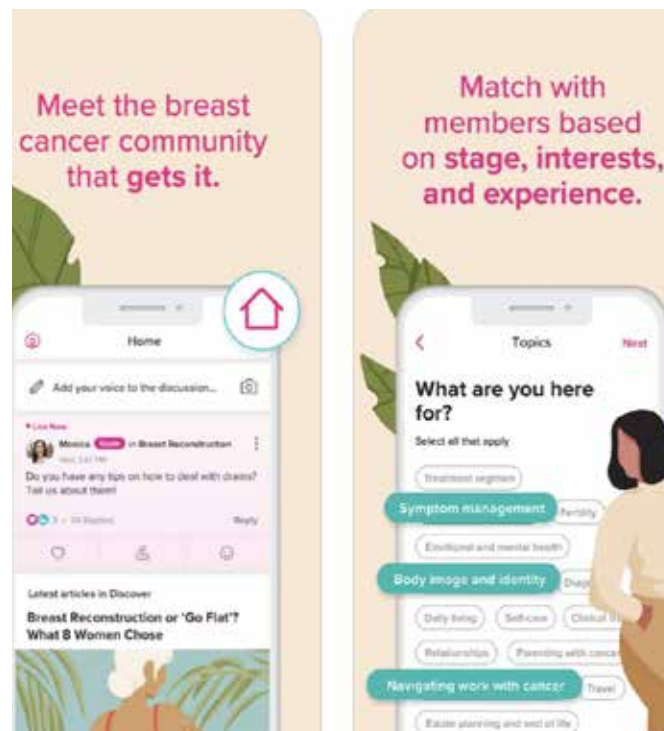 Meet the breast
cancer community
that gets it.
Home
Add your voice to the discussion...
Live Now
Monica Guide in Breast Reconstruction
Do you have any tips on how to deal with drains?
Tell us about them!
Reply
Latest articles in Discover
Breast Reconstruction or 'Go Flat'?
What 8 Women Chose
Match with
members based
on stage, interests,
and experience.
Topics
Next
What are you here
for?
Select all that apply
Treatment regimen
Symptom management
Fertility
Emotional and mental health
Body image and identity
Daily living
Self-care
Clinical
Relationships
Parenting with cancer
Navigating work with cancer
Travel
Estate planning and end of life